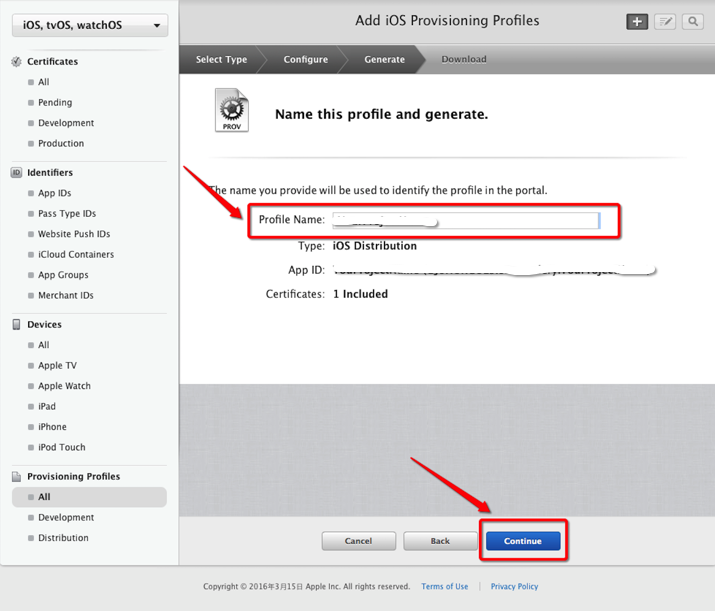 iOS, tvOS, watchOS
Add iOS Provisioning Profiles
Certificates
All
Pending
Development
Production
ID Identifiers
App IDs
Pass Type IDs
Website Push IDs
iCloud Containers
App Groups
Merchant IDs
Devices
All
Apple TV
Apple Watch
iPad
iPhone
iPod Touch
Provisioning Profiles
All
Development
Distribution
Select Type
Configure
Generate
Download
PROV
Name this profile and generate.
The name you provide will be used to identify the profile in the portal.
Profile Name:
Type: iOS Distribution
App ID:
Certificates: 1 Included
Cancel
Back
Continue
Copyright © 2016年3月15日 Apple Inc. All rights reserved. Terms of Use Privacy Policy